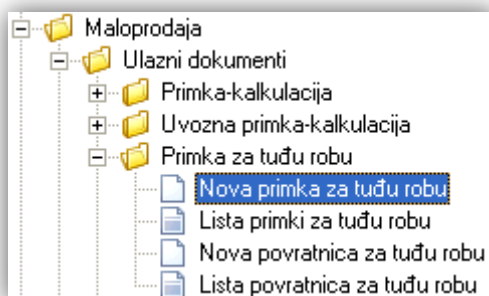 Maloprodaja
Ulazni dokumenti
Primka-kalkulacija
Uvozna primka-kalkulacija
Primka za tuđu robu
Nova primka za tuđu robu
Lista primki za tuđu robu
Nova povratnica za tuđu robu
Lista povratnica za tuđu robu